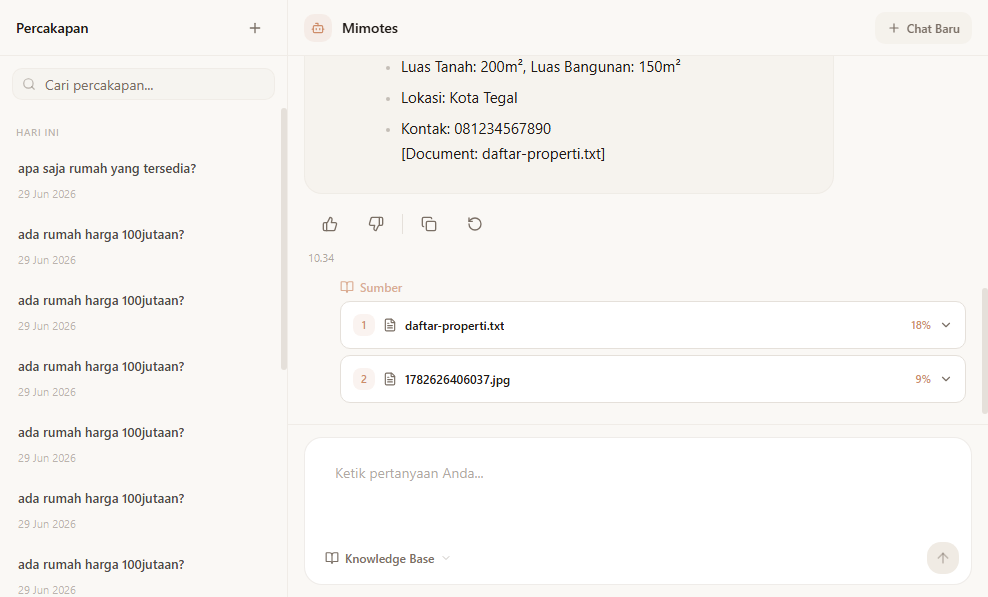 Percakapan
Cari percakapan...
HARI INI
apa saja rumah yang tersedia?
29 Jun 2026
ada rumah harga 100jutaan?
29 Jun 2026
ada rumah harga 100jutaan?
29 Jun 2026
ada rumah harga 100jutaan?
29 Jun 2026
ada rumah harga 100jutaan?
29 Jun 2026
ada rumah harga 100jutaan?
29 Jun 2026
ada rumah harga 100jutaan?
29 Jun 2026
Mimotes
Chat Baru
Luas Tanah: 200m², Luas Bangunan: 150m²
Lokasi: Kota Tegal
Kontak: 081234567890
[Document: daftar-properti.txt]
10.34
Sumber
1 daftar-properti.txt 18%
2 1782626406037.jpg 9%
Ketik pertanyaan Anda...
Knowledge Base